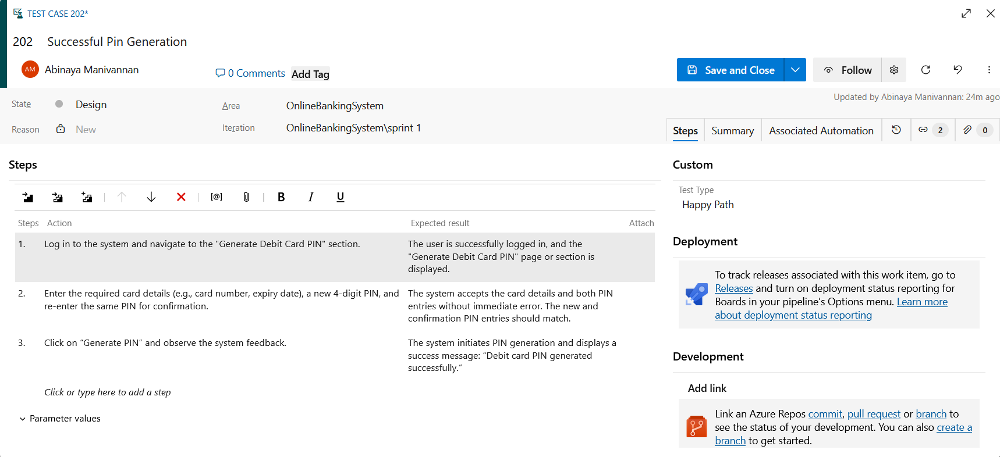 TEST CASE 202*
202 Successful Pin Generation
AM Abinaya Manivannan
0 Comments Add Tag
Save and Close
Follow
Updated by Abinaya Manivannan: 24m ago
State Design
Area OnlineBankingSystem
Reason New
Iteration OnlineBankingSystem\sprint 1
Steps Summary Associated Automation 2 0
Steps
[@] B I U
Steps Action Expected result Attach
1. Log in to the system and navigate to the "Generate Debit Card PIN" section.
The user is successfully logged in, and the
"Generate Debit Card PIN" page or section is
displayed.
2. Enter the required card details (e.g., card number, expiry date), a new 4-digit PIN, and
re-enter the same PIN for confirmation.
The system accepts the card details and both PIN
entries without immediate error. The new and
confirmation PIN entries should match.
3. Click on “Generate PIN” and observe the system feedback.
The system initiates PIN generation and displays a
success message: “Debit card PIN generated
successfully.”
Click or type here to add a step
Parameter values
Custom
Test Type
Happy Path
Deployment
To track releases associated with this work item, go to
Releases and turn on deployment status reporting for
Boards in your pipeline's Options menu. Learn more
about deployment status reporting
Development
Add link
Link an Azure Repos commit, pull request or branch to
see the status of your development. You can also create a
branch to get started.